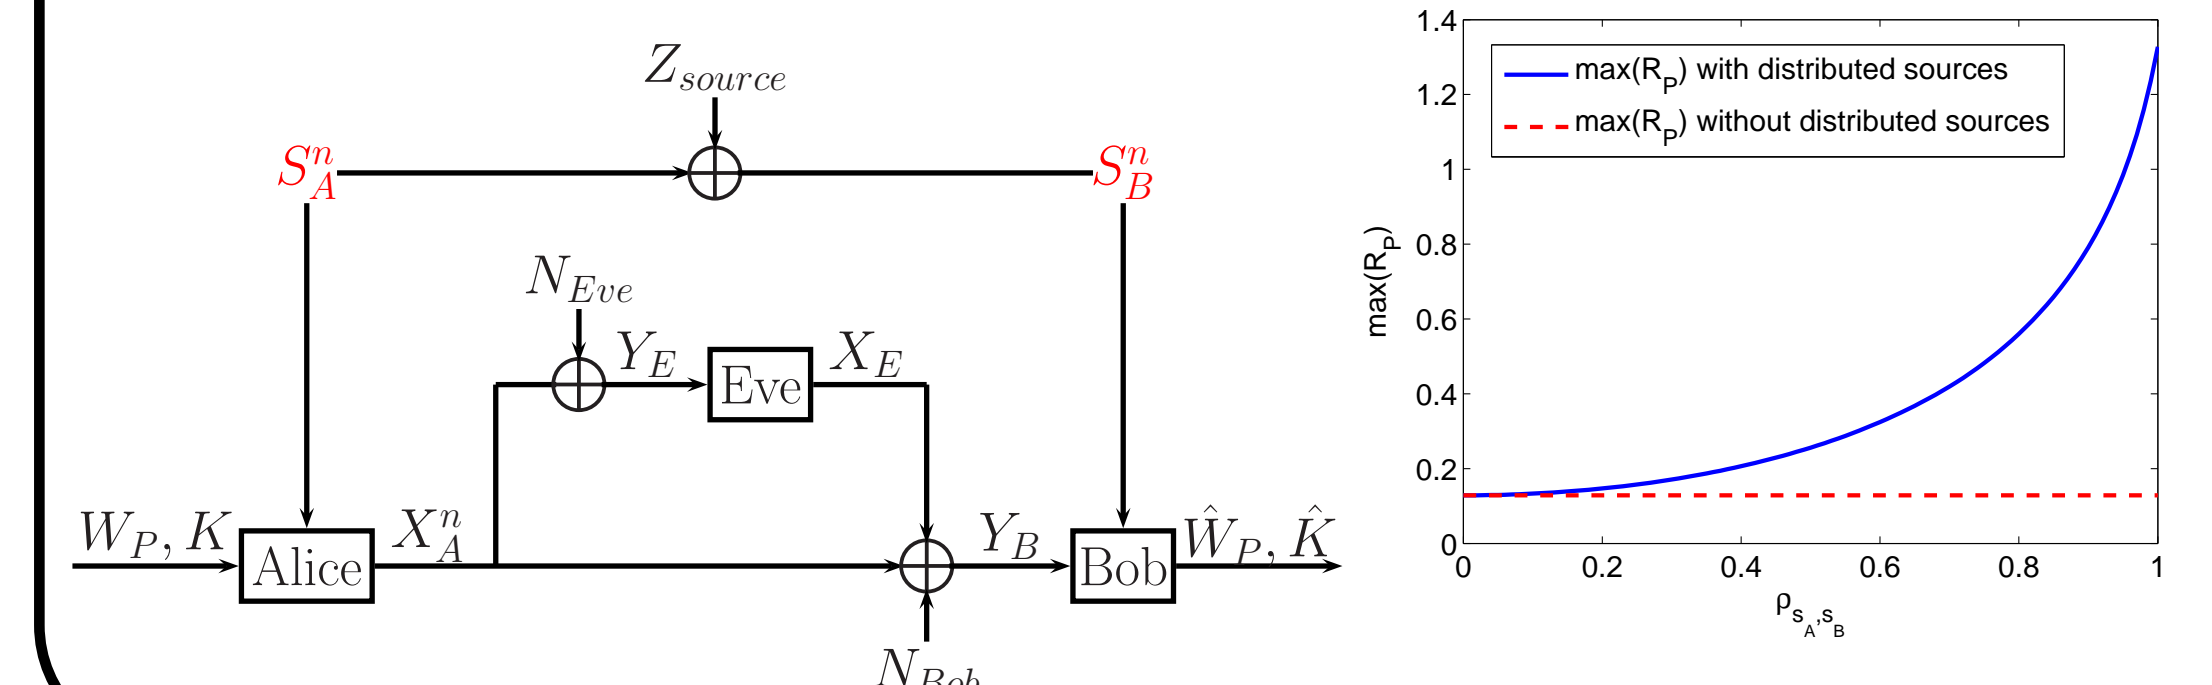 Z_source
S_A^n
S_B^n
N_Eve
Y_E
Eve
X_E
W_P, K
Alice
X_A^n
Y_B
Bob
Ŵ_P, K̂
N_Bob
1.4
1.2
1
0.8
0.6
0.4
0.2
0
max(R_P)
max(R_P) with distributed sources
max(R_P) without distributed sources
0 0.2 0.4 0.6 0.8 1
ρ_{S_A,S_B}